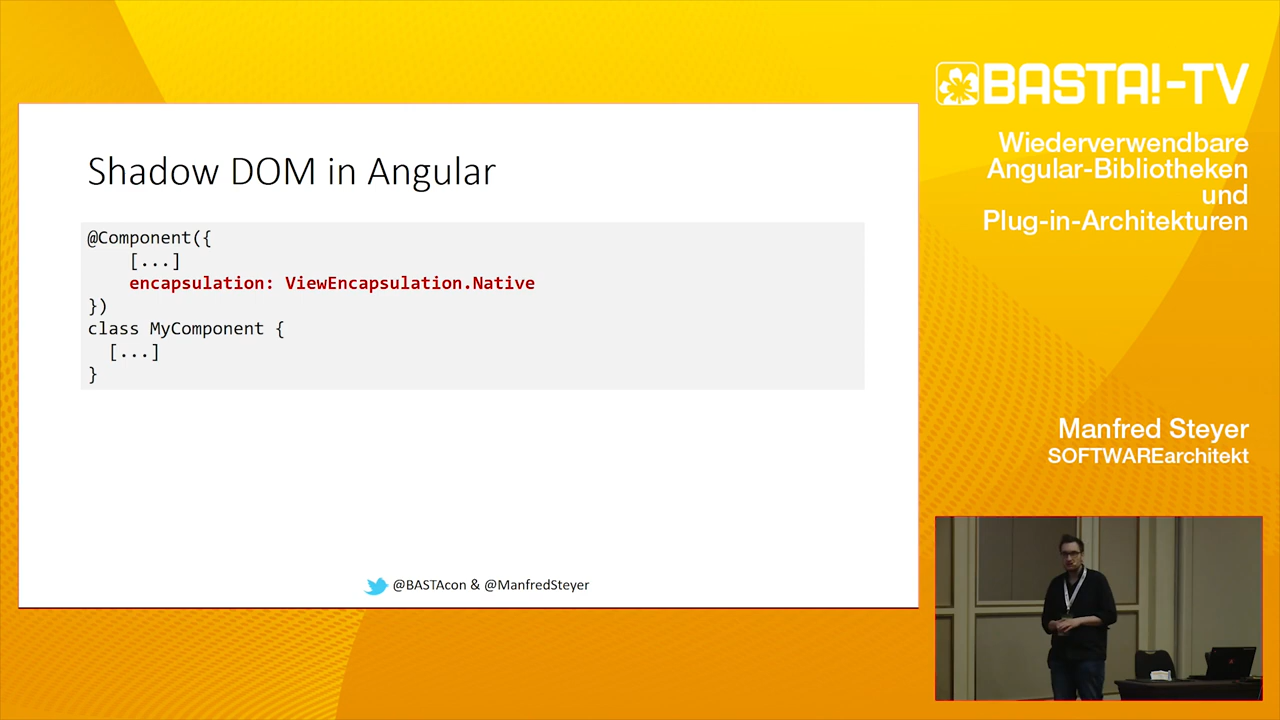 BASTA!-TV
Wiederverwendbare
Angular-Bibliotheken
und
Plug-in-Architekturen
Shadow DOM in Angular
@Component({
[...]
encapsulation: ViewEncapsulation.Native
})
class MyComponent {
[...]
}
Manfred Steyer
SOFTWAREarchitekt
@BASTAcon & @ManfredSteyer